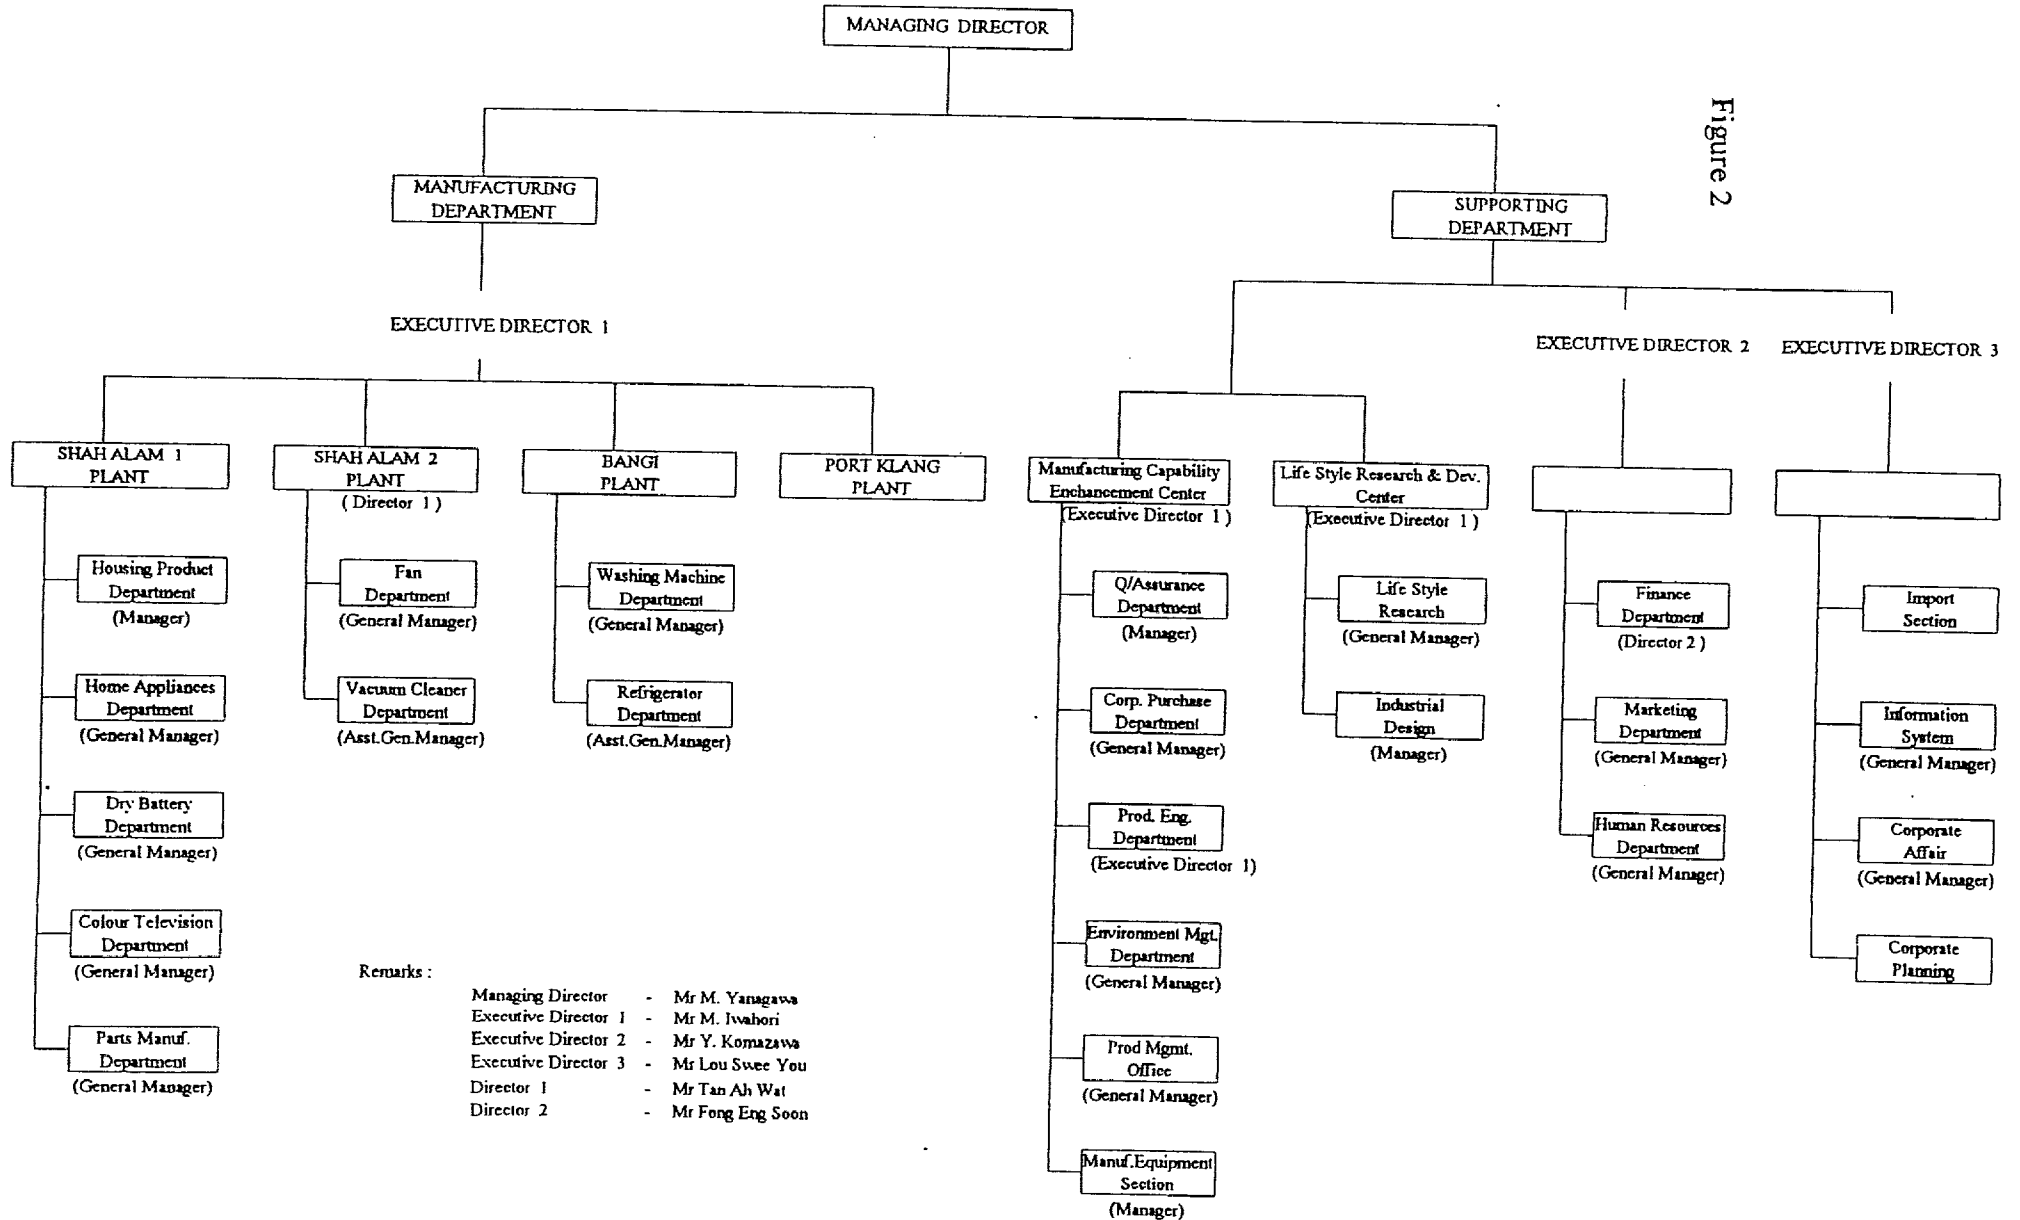 MANAGING DIRECTOR
Figure 2
MANUFACTURING
DEPARTMENT
SUPPORTING
DEPARTMENT
EXECUTIVE DIRECTOR 1
EXECUTIVE DIRECTOR 2
EXECUTIVE DIRECTOR 3
SHAH ALAM 1
PLANT
Housing Product
Department
(Manager)
Home Appliances
Department
(General Manager)
Dry Battery
Department
(General Manager)
Colour Television
Department
(General Manager)
Parts Manuf.
Department
(General Manager)
SHAH ALAM 2
PLANT
( Director 1 )
Fan
Department
(General Manager)
Vacuum Cleaner
Department
(Asst.Gen.Manager)
BANGI
PLANT
Washing Machine
Department
(General Manager)
Refrigerator
Department
(Asst.Gen.Manager)
PORT KLANG
PLANT
Manufacturing Capability
Enchancement Center
(Executive Director 1 )
Q/Assurance
Department
(Manager)
Corp. Purchase
Department
(General Manager)
Prod. Eng.
Department
(Executive Director 1)
Environment Mgt.
Department
(General Manager)
Prod Mgmt.
Office
(General Manager)
Manuf.Equipment
Section
(Manager)
Life Style Research & Dev.
Center
(Executive Director 1 )
Life Style
Research
(General Manager)
Industrial
Design
(Manager)
Finance
Department
(Director 2 )
Marketing
Department
(General Manager)
Human Resources
Department
(General Manager)
Import
Section
Information
System
(General Manager)
Corporate
Affair
(General Manager)
Corporate
Planning
Remarks :
Managing Director - Mr M. Yanagawa
Executive Director 1 - Mr M. Iwahori
Executive Director 2 - Mr Y. Komazawa
Executive Director 3 - Mr Lou Swee You
Director 1 - Mr Tan Ah Wat
Director 2 - Mr Fong Eng Soon